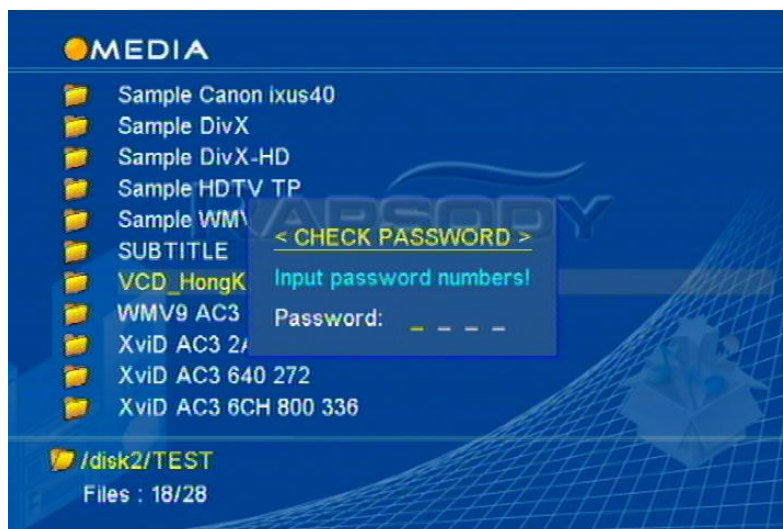 MEDIA
Sample Canon ixus40
Sample DivX
Sample DivX-HD
Sample HDTV TP
Sample WMV
SUBTITLE
VCD_HongK
WMV9 AC3
XviD AC3 2
XviD AC3 640 272
XviD AC3 6CH 800 336
RAPSODY
< CHECK PASSWORD >
Input password numbers!
Password: _ _ _ _
/disk2/TEST
Files : 18/28